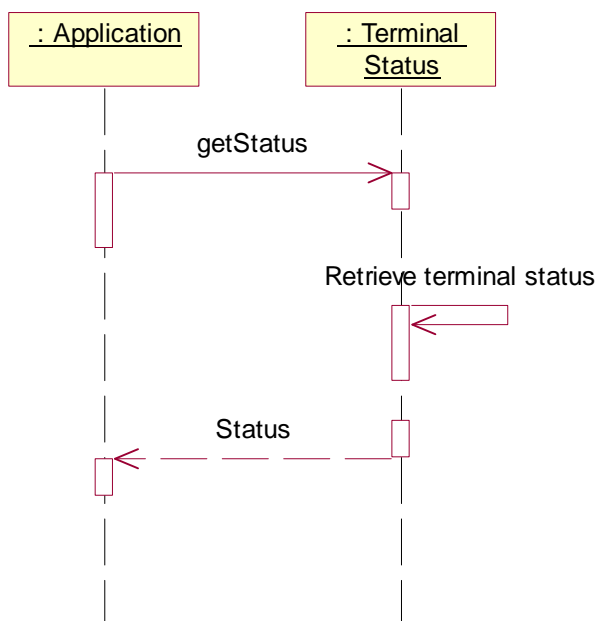 : Application
: Terminal
Status
getStatus
Retrieve terminal status
Status